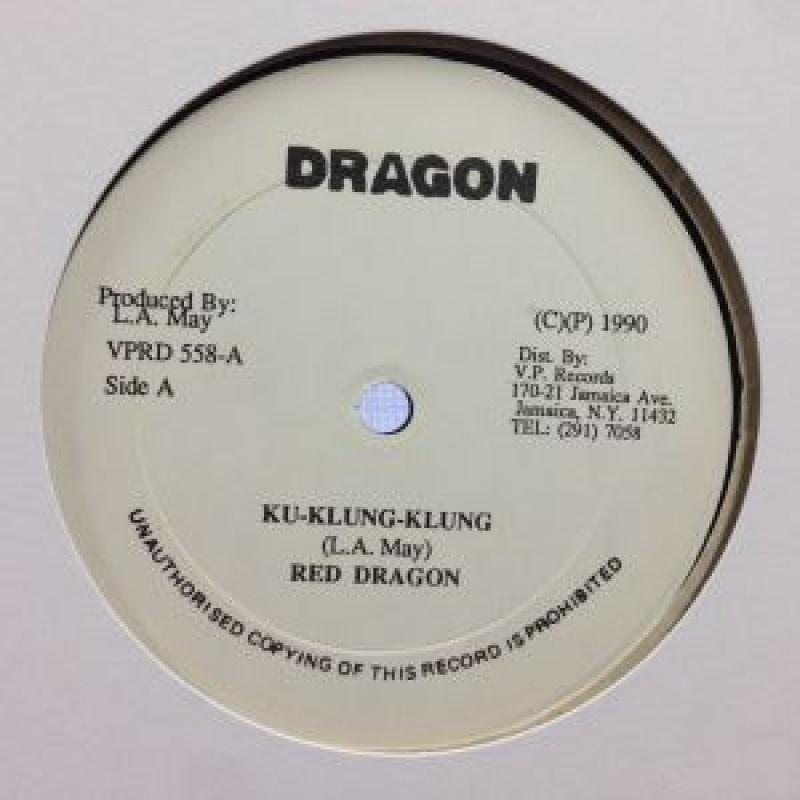 DRAGON
Produced By:
L.A. May
VPRD 558-A
Side A
(C)(P) 1990
Dist. By:
V.P. Records
170-21 Jamaica Ave.
Jamaica, N.Y. 11432
TEL: (291) 7058
KU-KLUNG-KLUNG
(L.A. May)
RED DRAGON
UNAUTHORISED COPYING OF THIS RECORD IS PROHIBITED